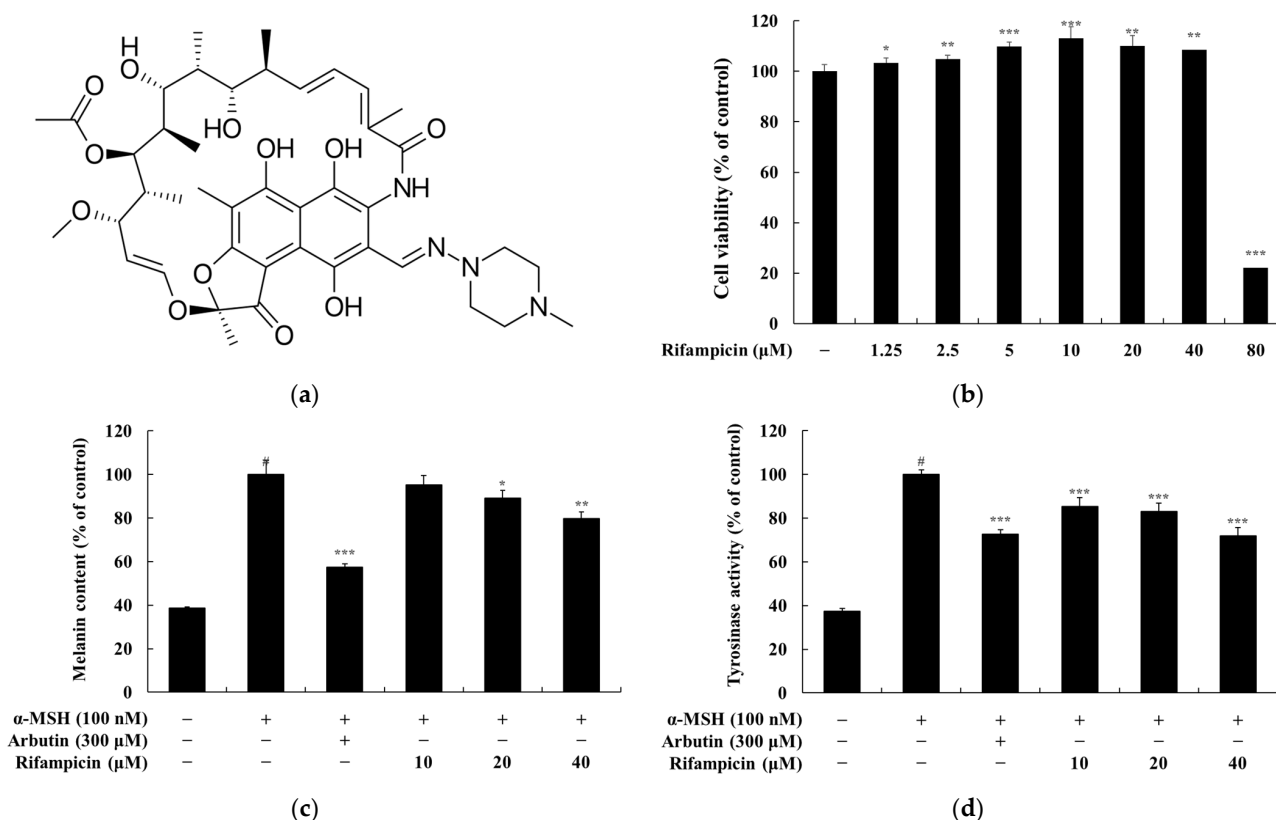 H
O
HO
O
O
OH
OH
O
NH
O
O
O
O
OH
N
N
N
(a)
Cell viability (% of control)
120
100
80
60
40
20
0
*
**
***
***
**
**
***
Rifampicin (µM)
– 1.25 2.5 5 10 20 40 80
(b)
Melanin content (% of control)
120
100
80
60
40
20
0
#
***
*
**
α-MSH (100 nM) – + + + + +
Arbutin (300 µM) – – + – – –
Rifampicin (µM) – – – 10 20 40
(c)
Tyrosinase activity (% of control)
120
100
80
60
40
20
0
#
***
***
***
***
α-MSH (100 nM) – + + + + +
Arbutin (300 µM) – – + – – –
Rifampicin (µM) – – – 10 20 40
(d)